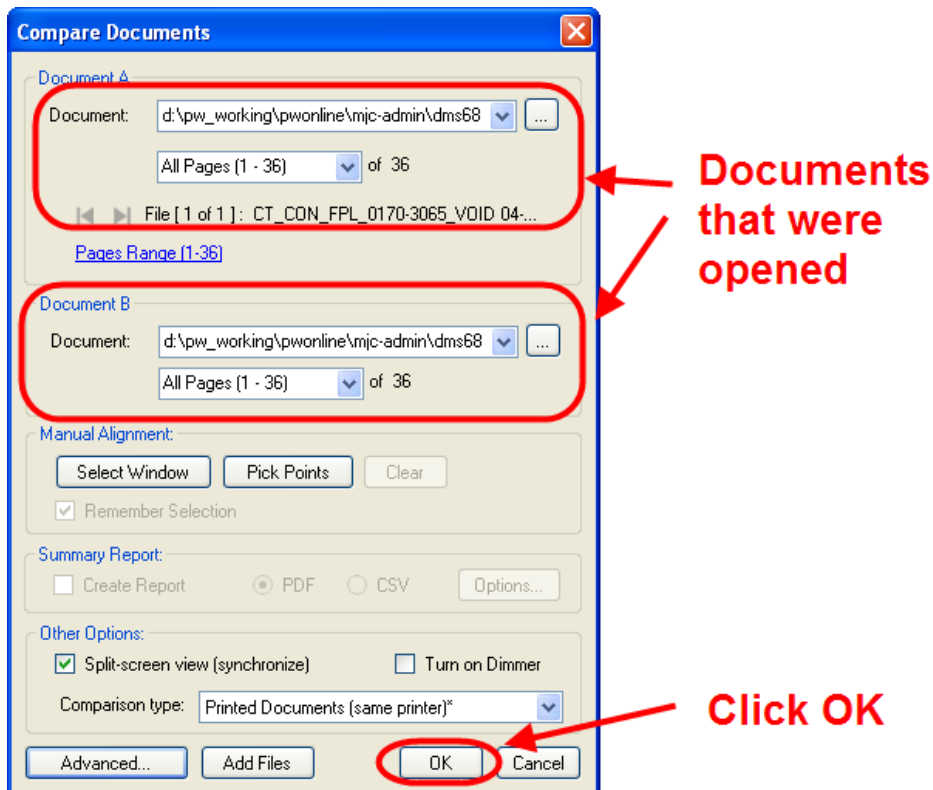 Compare Documents
Document A
Document: d:\pw_working\pwonline\mjc-admin\dms68 ...
All Pages (1 - 36) of 36
File [ 1 of 1 ] : CT_CON_FPL_0170-3065_VOID 04-...
Pages Range (1-36)
Documents
that were
opened
Document B
Document: d:\pw_working\pwonline\mjc-admin\dms68 ...
All Pages (1 - 36) of 36
Manual Alignment:
Select Window Pick Points Clear
Remember Selection
Summary Report:
Create Report PDF CSV Options...
Other Options:
Split-screen view (synchronize) Turn on Dimmer
Comparison type: Printed Documents (same printer)*
Click OK
Advanced... Add Files OK Cancel